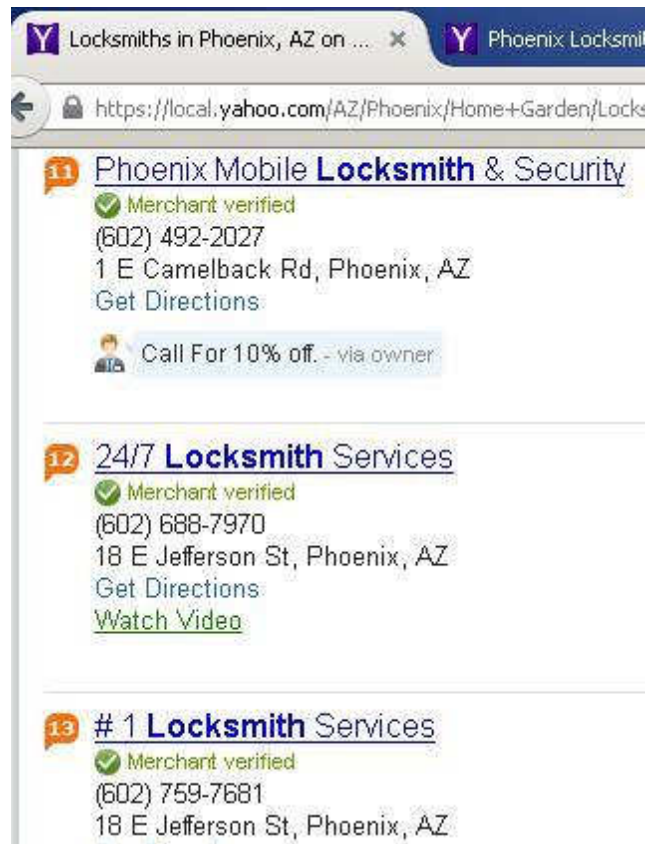 Locksmiths in Phoenix, AZ on ... ×
Phoenix Locksmit
https://local.yahoo.com/AZ/Phoenix/Home+Garden/Locks
11 Phoenix Mobile Locksmith & Security
Merchant verified
(602) 492-2027
1 E Camelback Rd, Phoenix, AZ
Get Directions
Call For 10% off. - via owner
12 24/7 Locksmith Services
Merchant verified
(602) 688-7970
18 E Jefferson St, Phoenix, AZ
Get Directions
Watch Video
13 # 1 Locksmith Services
Merchant verified
(602) 759-7681
18 E Jefferson St, Phoenix, AZ